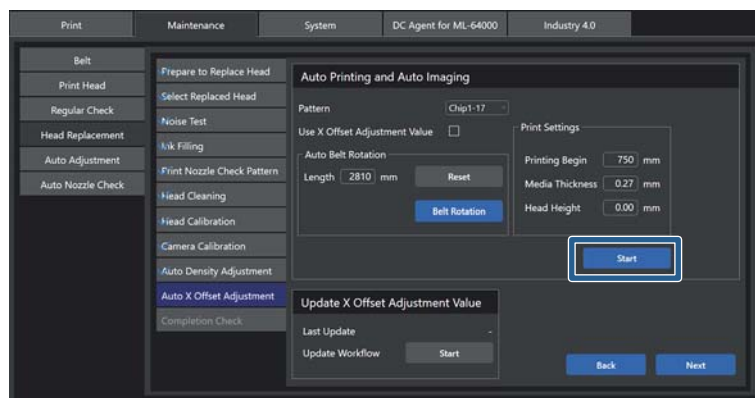 Print Maintenance System DC Agent for ML-64000 Industry 4.0
Belt
Print Head
Regular Check
Head Replacement
Auto Adjustment
Auto Nozzle Check
Prepare to Replace Head
Select Replaced Head
Noise Test
Ink Filling
Print Nozzle Check Pattern
Head Cleaning
Head Calibration
Camera Calibration
Auto Density Adjustment
Auto X Offset Adjustment
Completion Check
Auto Printing and Auto Imaging
Pattern Chip1-17
Use X Offset Adjustment Value
Auto Belt Rotation
Length 2810 mm Reset
Belt Rotation
Print Settings
Printing Begin 750 mm
Media Thickness 0.27 mm
Head Height 0.00 mm
Start
Update X Offset Adjustment Value
Last Update -
Update Workflow Start
Back Next